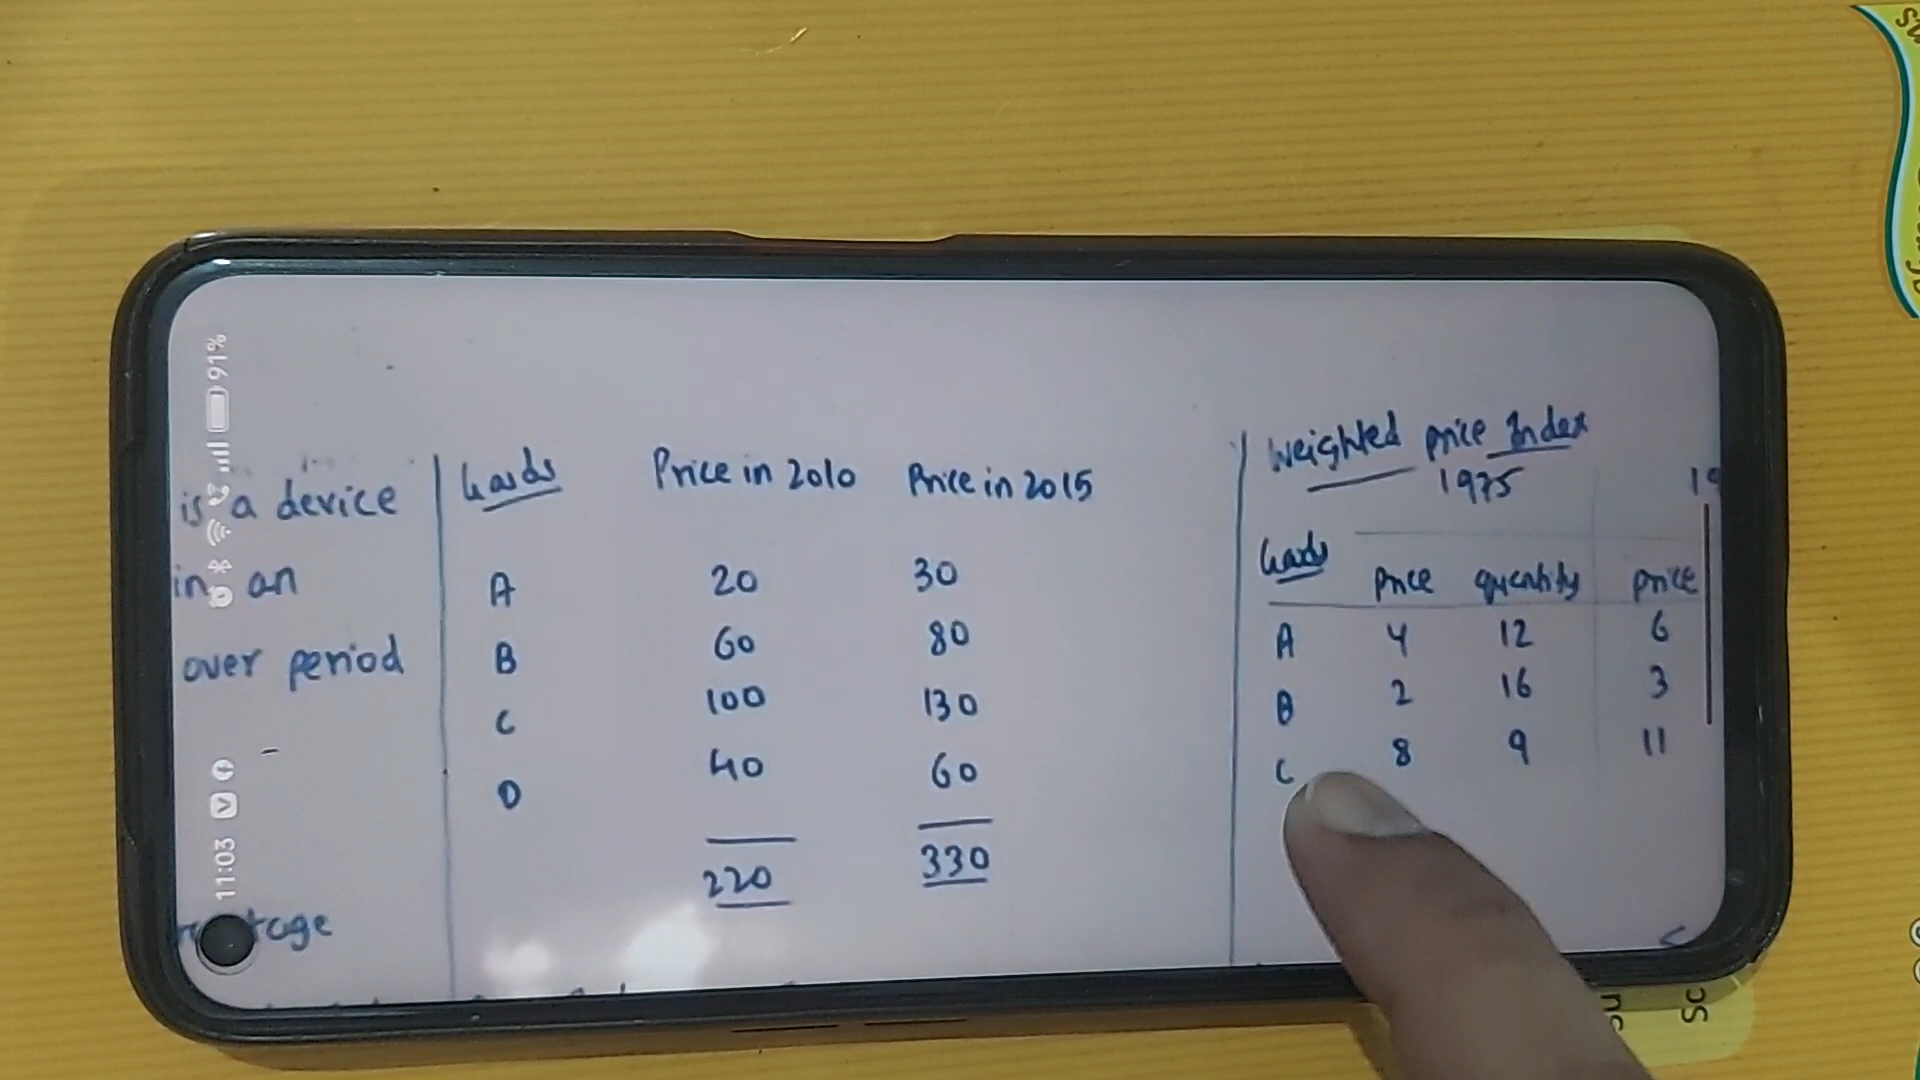 is a device
in an
over period
Goods Price in 2010 Price in 2015
A 20 30
B 60 80
C 100 130
D 40 60
220 330
Weighted price Index
1975
Goods price quantity price
A 4 12 6
B 2 16 3
C 8 9 11
91%
11:03
Su
Sc